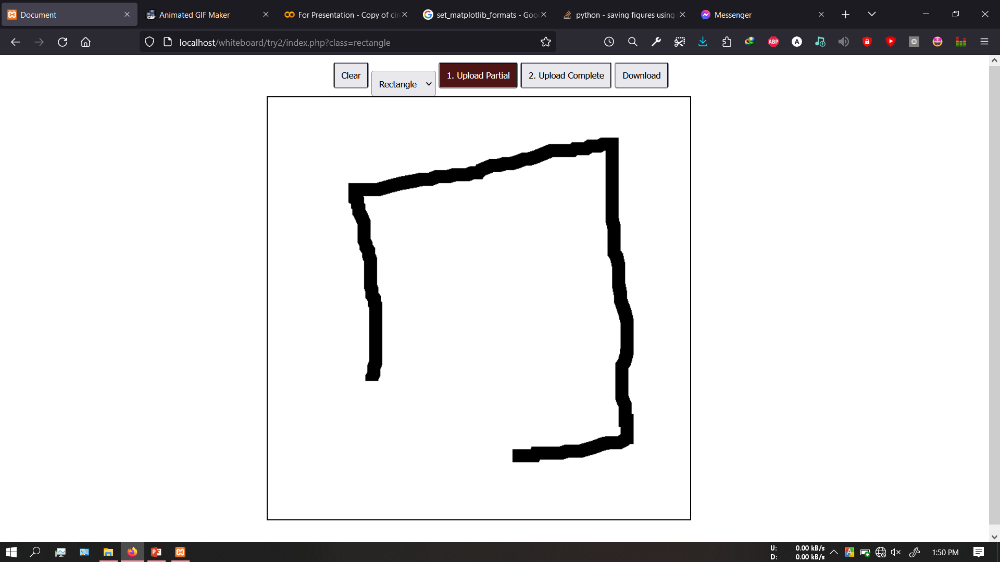 Document
Animated GIF Maker
For Presentation - Copy of cir
set_matplotlib_formats - Goo
python - saving figures using
Messenger
localhost/whiteboard/try2/index.php?class=rectangle
ABP
A
Clear
Rectangle
1. Upload Partial
2. Upload Complete
Download
U: 0.00 kB/s
D: 0.00 kB/s
A
1:50 PM